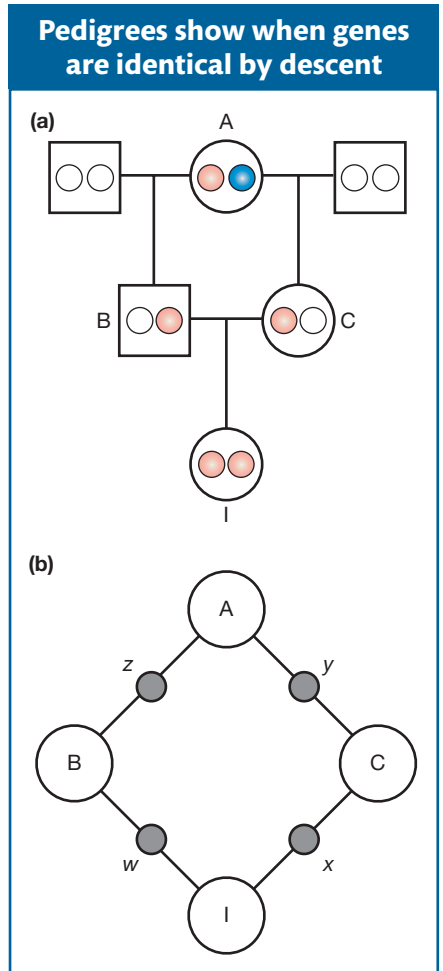 Pedigrees show when genes
are identical by descent
(a)
A
B
C
I
(b)
A
z
y
B
C
w
x
I